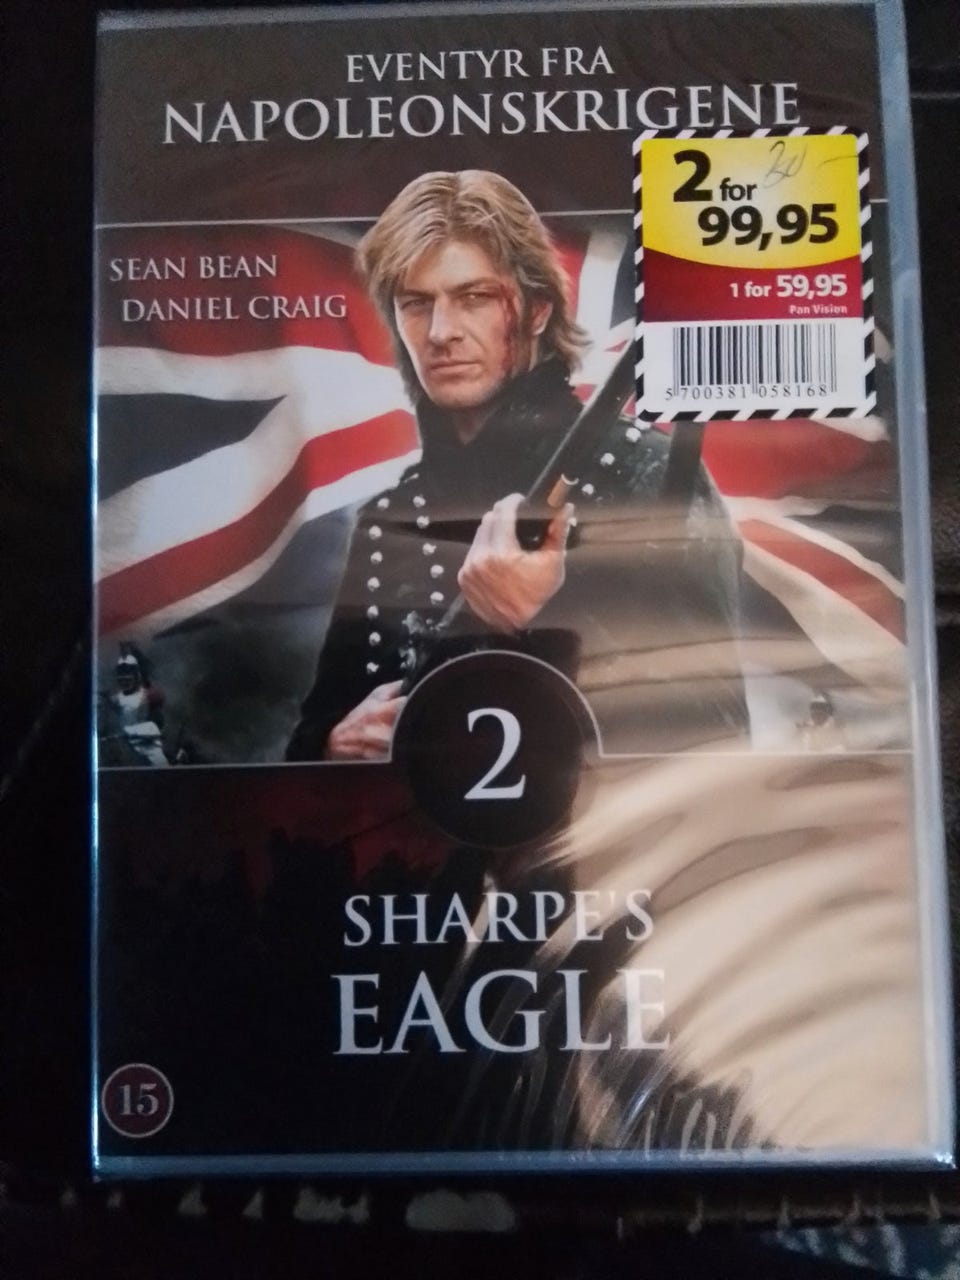 EVENTYR FRA
NAPOLEONSKRIGENE
SEAN BEAN
DANIEL CRAIG
2 for
99,95
1 for 59,95
Pan Vision
5 700381 058168
2
SHARPE'S
EAGLE
15